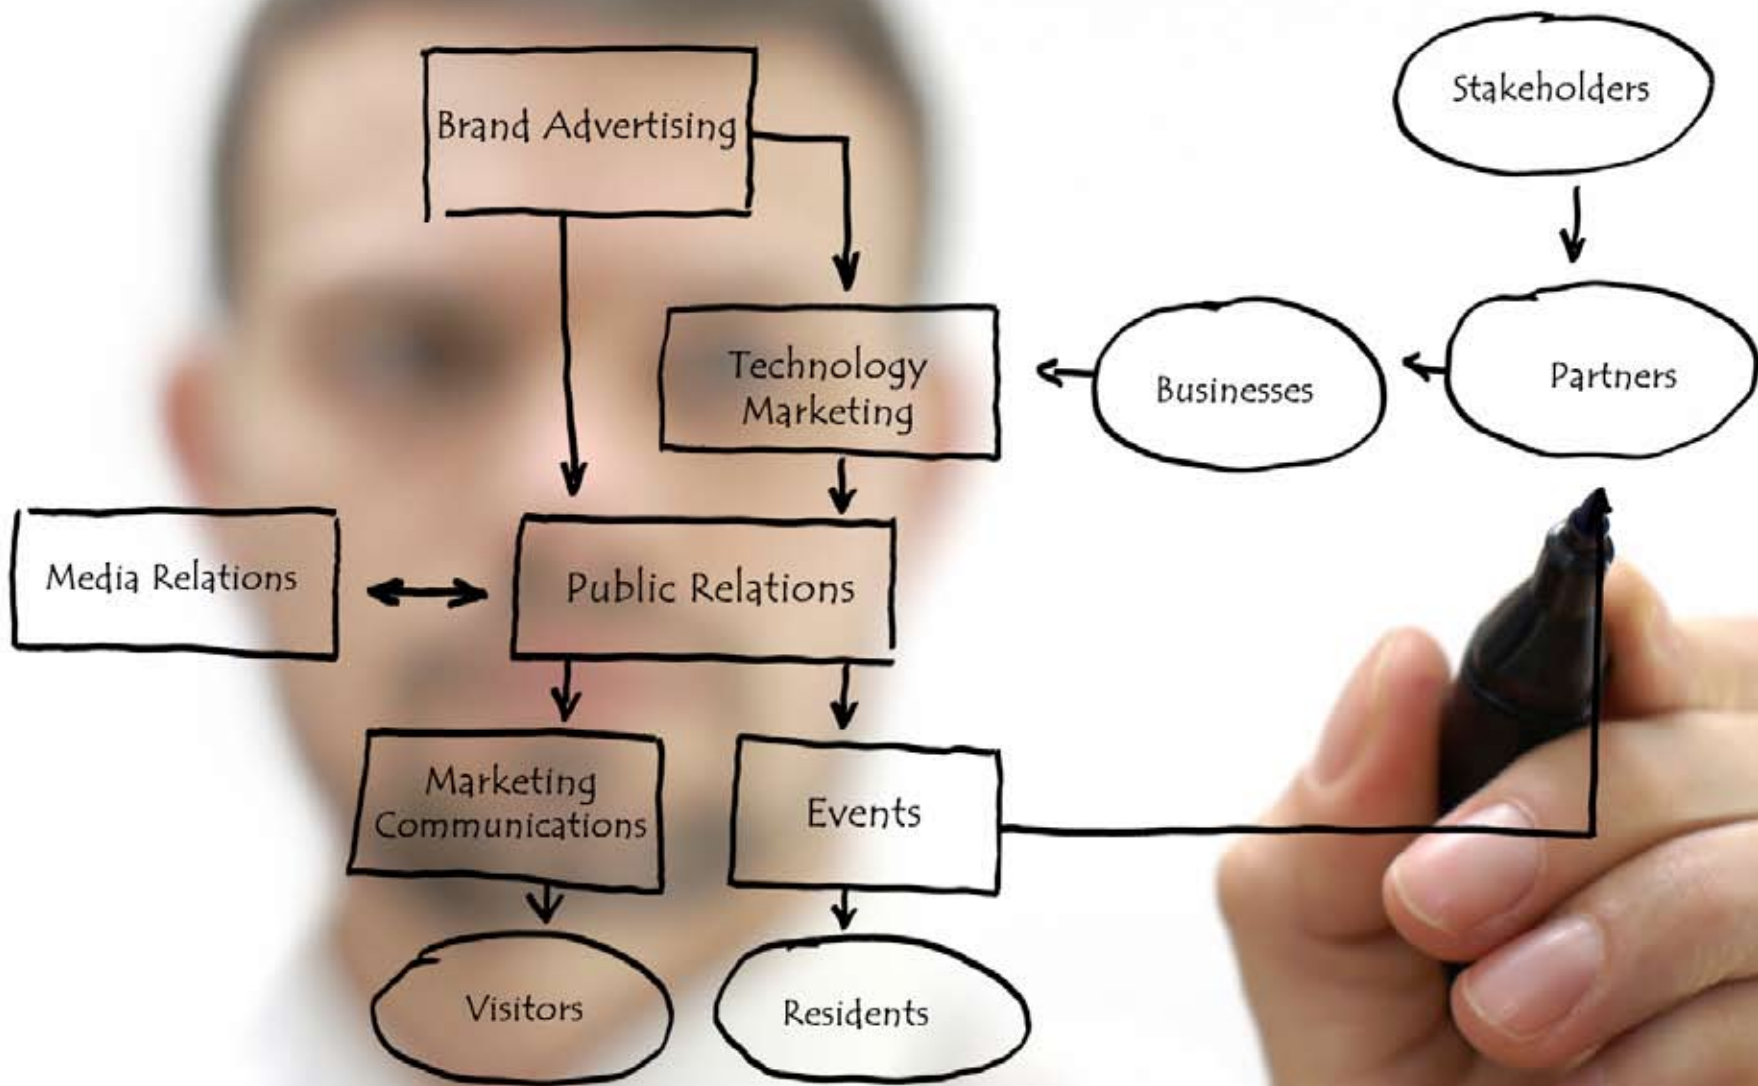 Stakeholders
Brand Advertising
Technology
Marketing
Businesses
Partners
Media Relations
Public Relations
Marketing
Communications
Events
Visitors
Residents